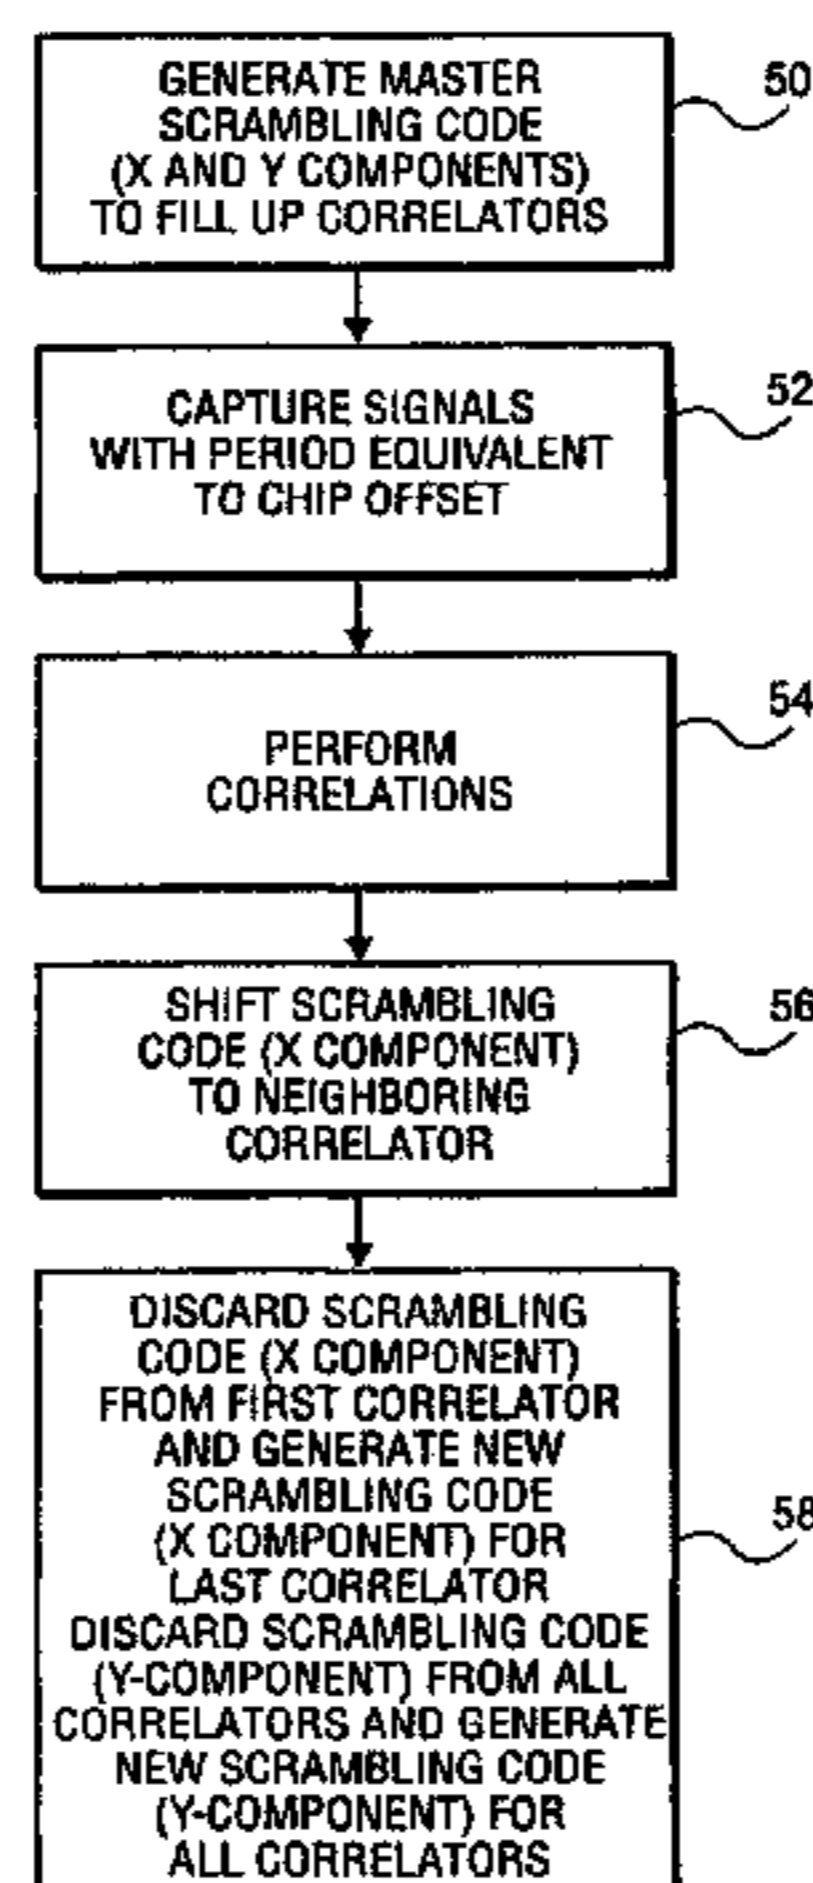 GENERATE MASTER
SCRAMBLING CODE
(X AND Y COMPONENTS)
TO FILL UP CORRELATORS
50
CAPTURE SIGNALS
WITH PERIOD EQUIVALENT
TO CHIP OFFSET
52
PERFORM
CORRELATIONS
54
SHIFT SCRAMBLING
CODE (X COMPONENT)
TO NEIGHBORING
CORRELATOR
56
DISCARD SCRAMBLING
CODE (X COMPONENT)
FROM FIRST CORRELATOR
AND GENERATE NEW
SCRAMBLING CODE
(X COMPONENT) FOR
LAST CORRELATOR
DISCARD SCRAMBLING CODE
(Y-COMPONENT) FROM ALL
CORRELATORS AND GENERATE
NEW SCRAMBLING CODE
(Y-COMPONENT) FOR
ALL CORRELATORS
58